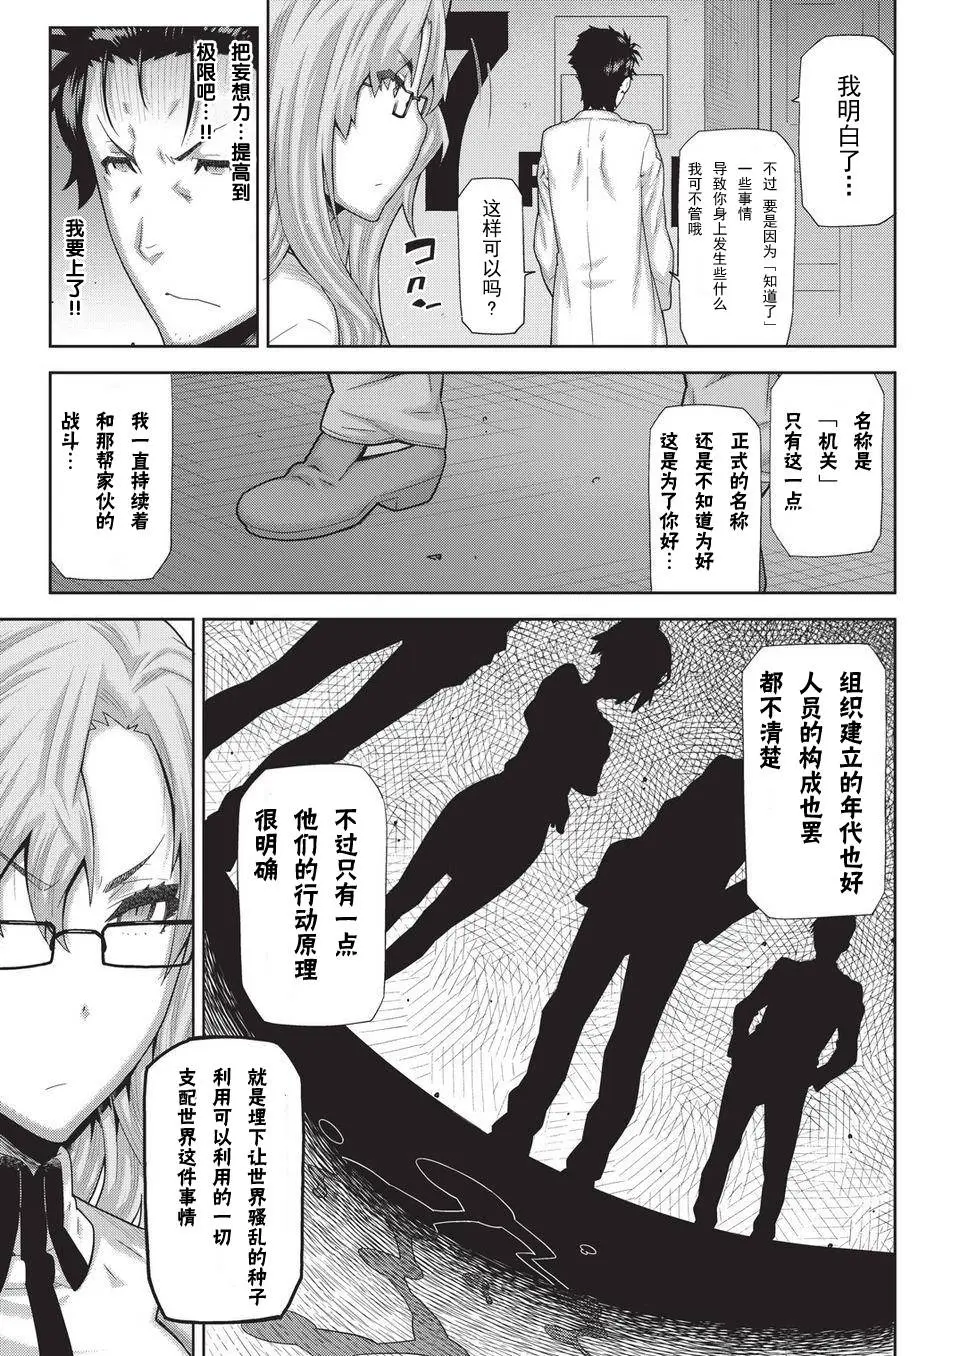 我明白了…
不过 要是因为「知道了」
一些事情
导致你身上发生些什么
我可不管哦
这样可以吗?
把妄想力…提高到
极限吧…!!
我要上了!!
名称是
「机关」
只有这一点
正式的名称
还是不知道为好
这是为了你好…
我一直持续着
和那帮家伙的
战斗…
组织建立的年代也好
人员的构成也罢
都不清楚
不过只有一点
他们的行动原理
很明确
就是埋下让世界骚乱的种子
利用可以利用的一切
支配世界这件事情